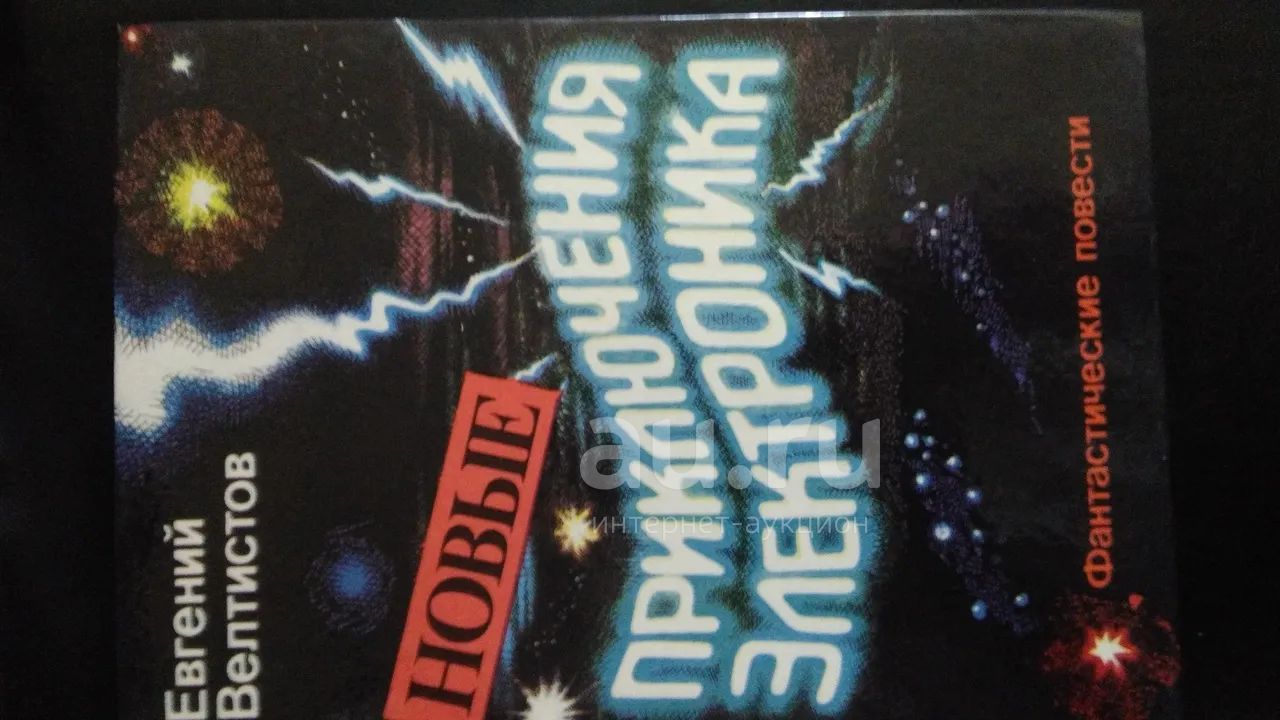 Евгений
Велтистов
НОВЫЕ
ПРИКЛЮЧЕНИЯ
ЭЛЕКТРОНИКА
Фантастические повести
au.ru
интернет-аукцион